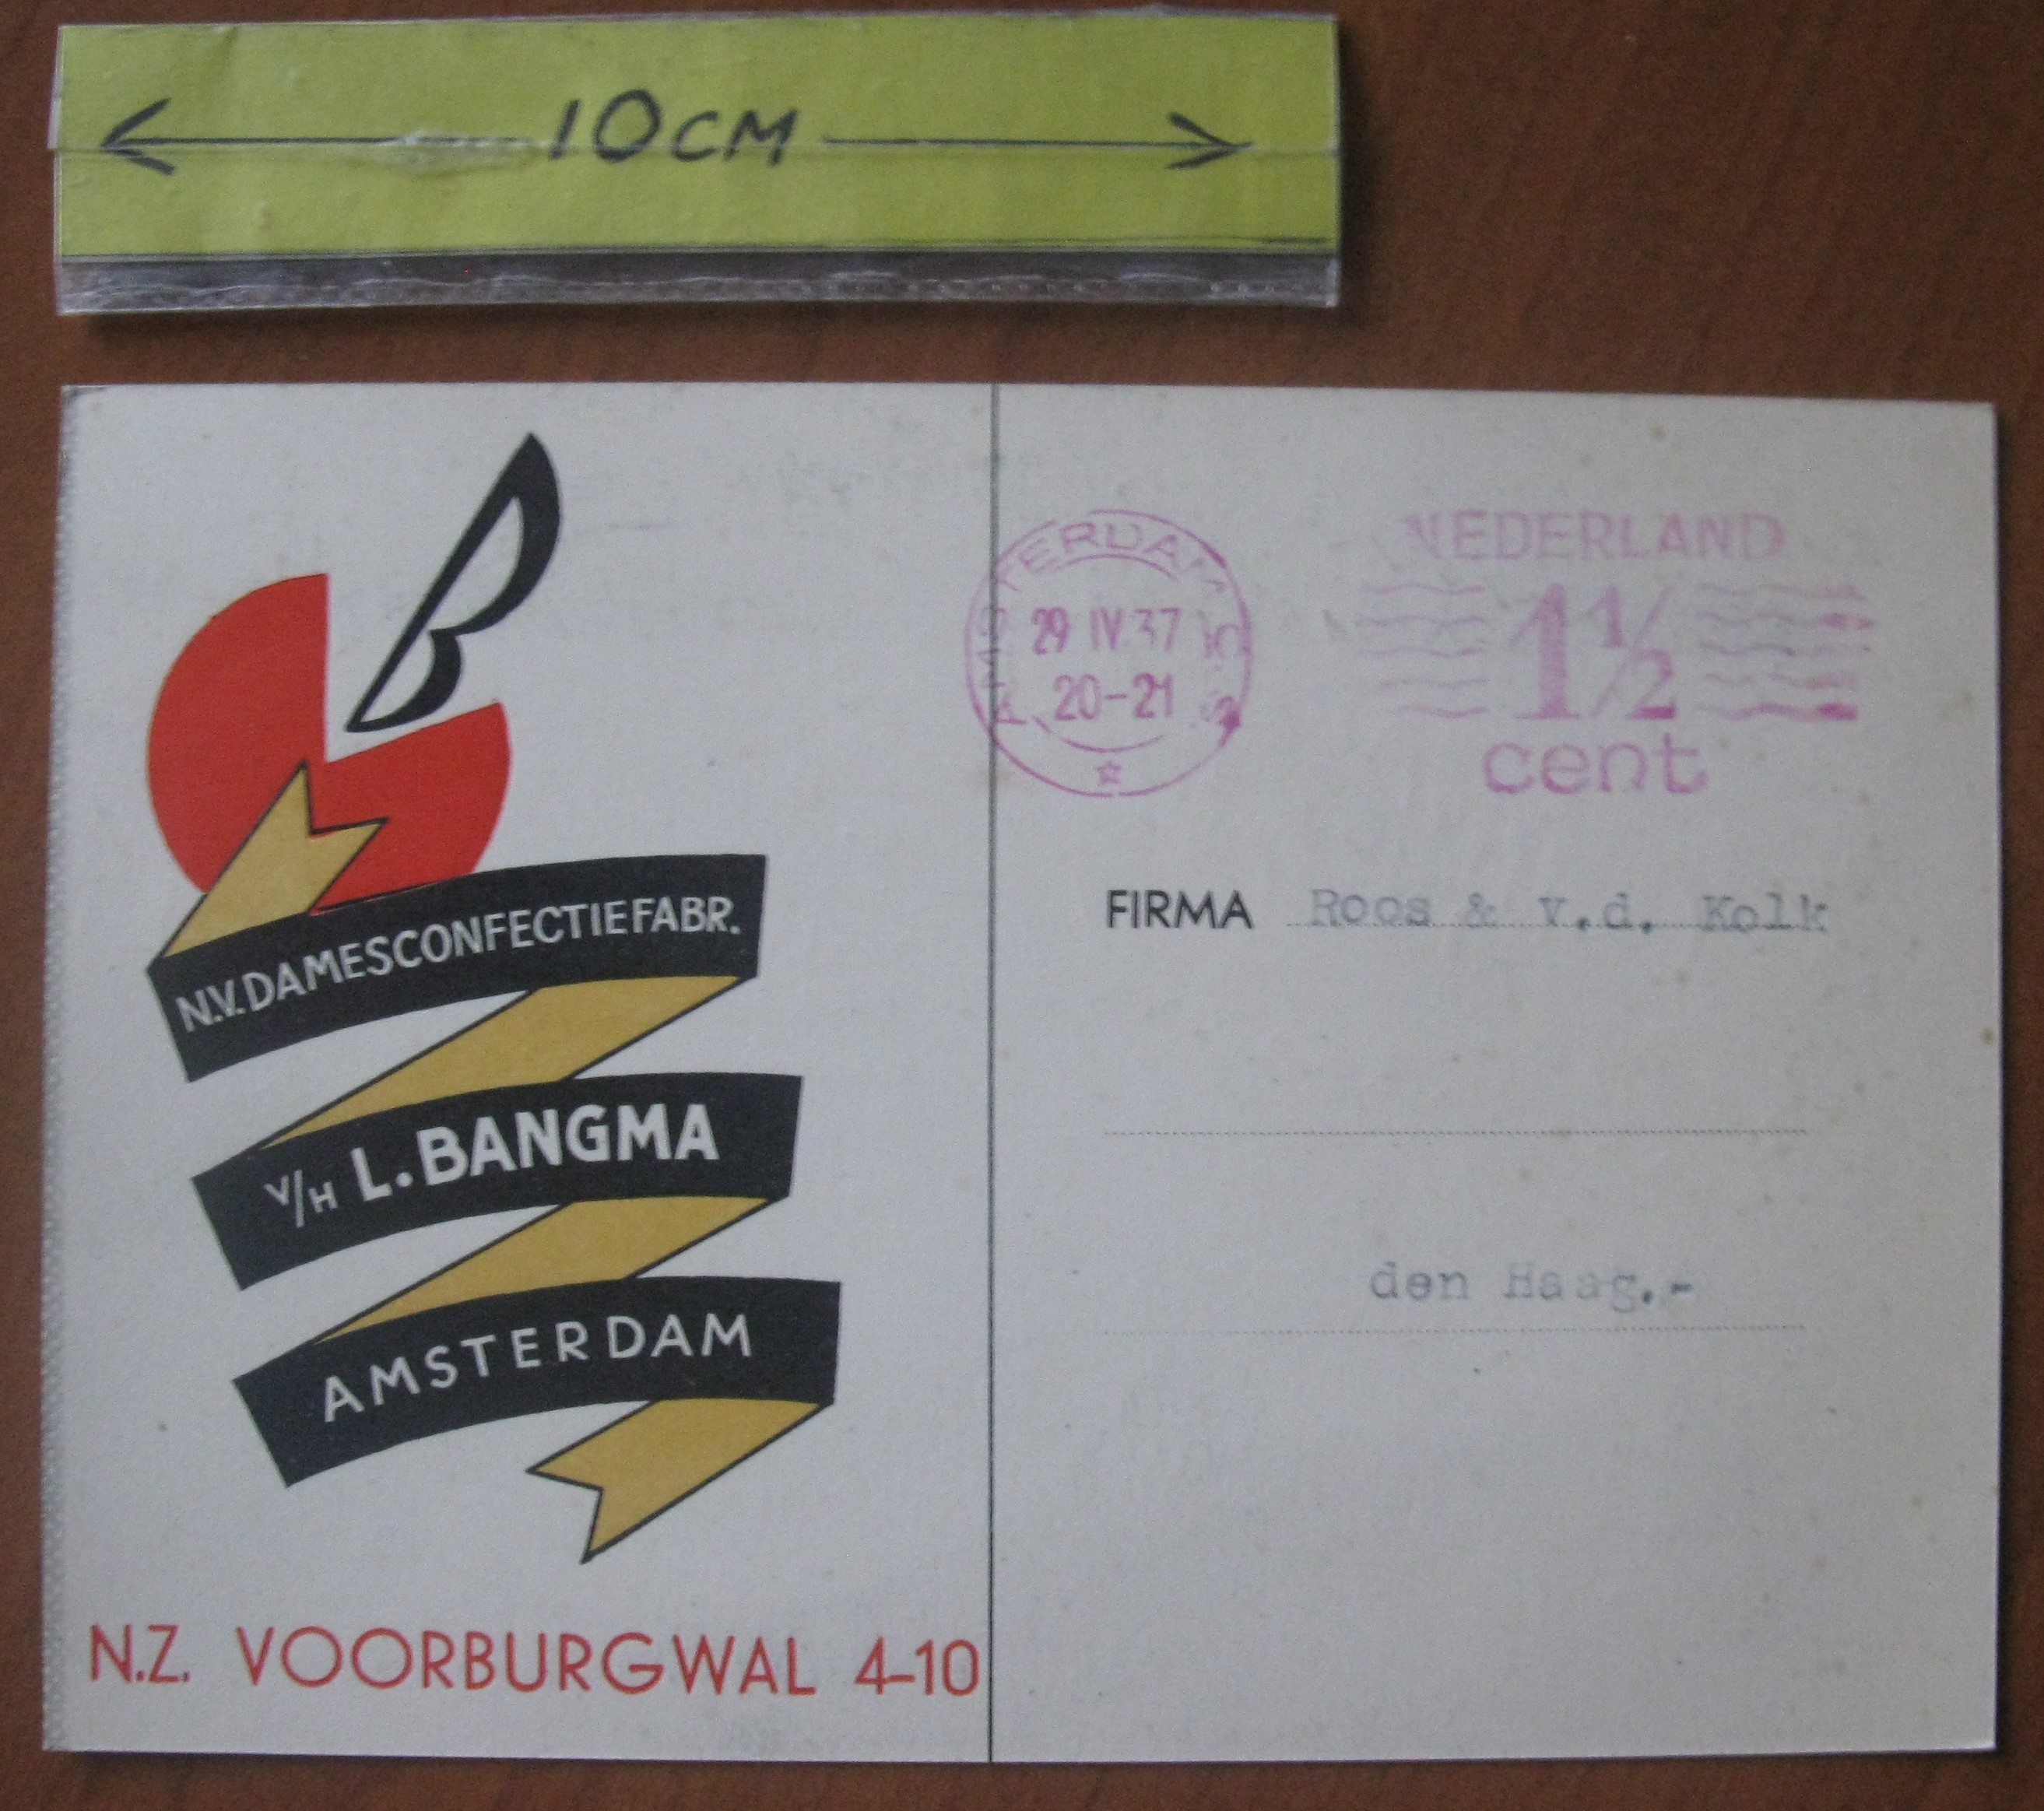 10CM
B
N.V. DAMESCONFECTIEFABR.
V/H L. BANGMA
AMSTERDAM
N.Z. VOORBURGWAL 4-10
AMSTERDAM
29 IV.37
20-21
NEDERLAND
1½
cent
FIRMA Roos & v.d. Kolk
den Haag.-